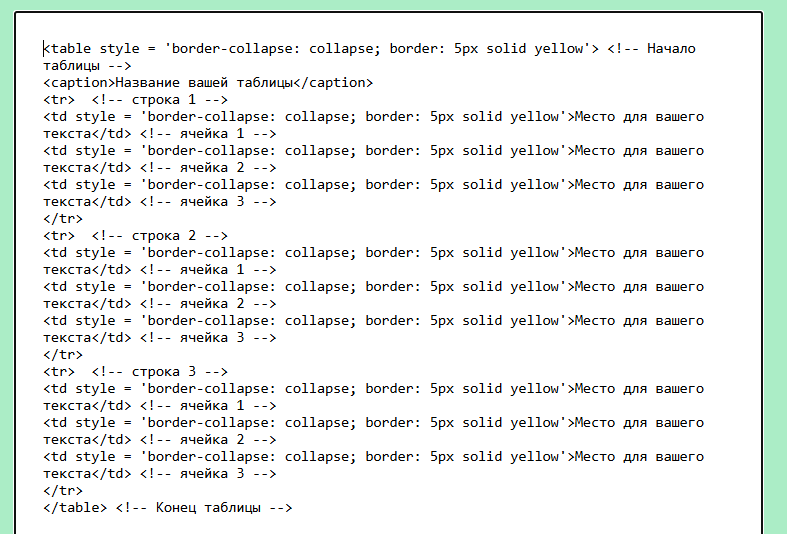 <table style = 'border-collapse: collapse; border: 5px solid yellow'> <!-- Начало
таблицы -->
<caption>Название вашей таблицы</caption>
<tr>  <!-- строка 1 -->
<td style = 'border-collapse: collapse; border: 5px solid yellow'>Место для вашего
текста</td> <!-- ячейка 1 -->
<td style = 'border-collapse: collapse; border: 5px solid yellow'>Место для вашего
текста</td> <!-- ячейка 2 -->
<td style = 'border-collapse: collapse; border: 5px solid yellow'>Место для вашего
текста</td> <!-- ячейка 3 -->
</tr>
<tr>  <!-- строка 2 -->
<td style = 'border-collapse: collapse; border: 5px solid yellow'>Место для вашего
текста</td> <!-- ячейка 1 -->
<td style = 'border-collapse: collapse; border: 5px solid yellow'>Место для вашего
текста</td> <!-- ячейка 2 -->
<td style = 'border-collapse: collapse; border: 5px solid yellow'>Место для вашего
текста</td> <!-- ячейка 3 -->
</tr>
<tr>  <!-- строка 3 -->
<td style = 'border-collapse: collapse; border: 5px solid yellow'>Место для вашего
текста</td> <!-- ячейка 1 -->
<td style = 'border-collapse: collapse; border: 5px solid yellow'>Место для вашего
текста</td> <!-- ячейка 2 -->
<td style = 'border-collapse: collapse; border: 5px solid yellow'>Место для вашего
текста</td> <!-- ячейка 3 -->
</tr>
</table> <!-- Конец таблицы -->